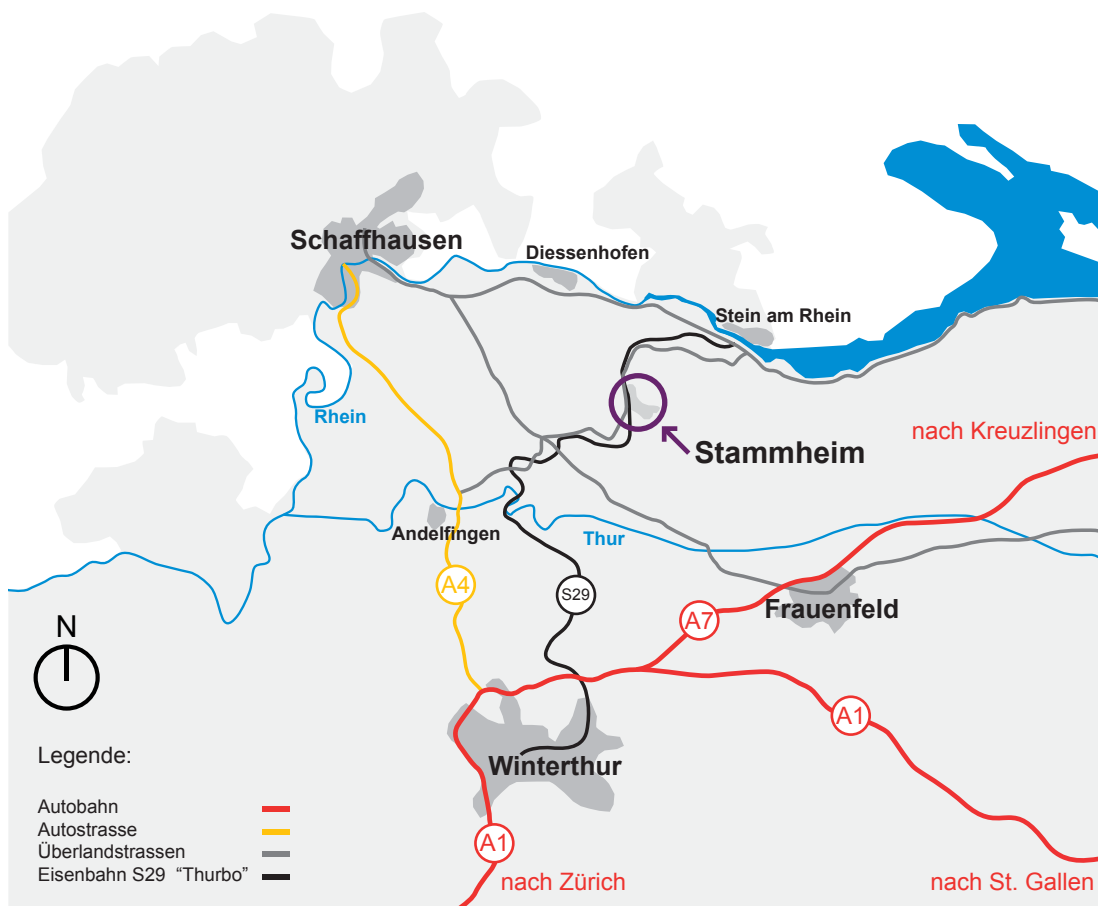 Schaffhausen
Diessenhofen
Stein am Rhein
Rhein
nach Kreuzlingen
Stammheim
Andelfingen
Thur
A4
S29
Frauenfeld
A7
N
A1
Legende:
Winterthur
Autobahn
Autostrasse
Überlandstrassen
Eisenbahn S29 "Thurbo"
A1
nach Zürich
nach St. Gallen